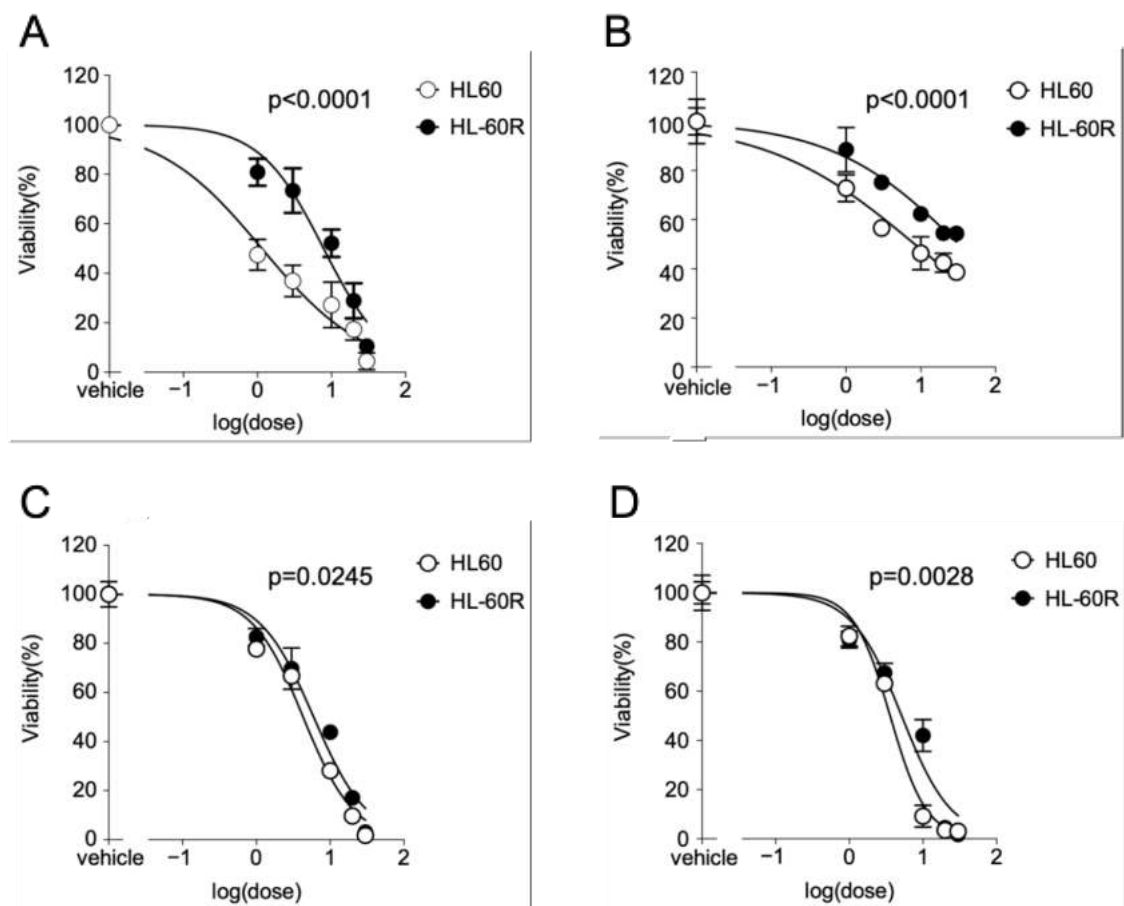 A
120
100
80
60
40
20
0
Viability(%)
p<0.0001
HL60
HL-60R
vehicle −1 0 1 2
log(dose)
B
120
100
80
60
40
20
0
Viability(%)
p<0.0001
HL60
HL-60R
vehicle −1 0 1 2
log(dose)
C
120
100
80
60
40
20
0
Viability(%)
p=0.0245
HL60
HL-60R
vehicle −1 0 1 2
log(dose)
D
120
100
80
60
40
20
0
Viability(%)
p=0.0028
HL60
HL-60R
vehicle −1 0 1 2
log(dose)